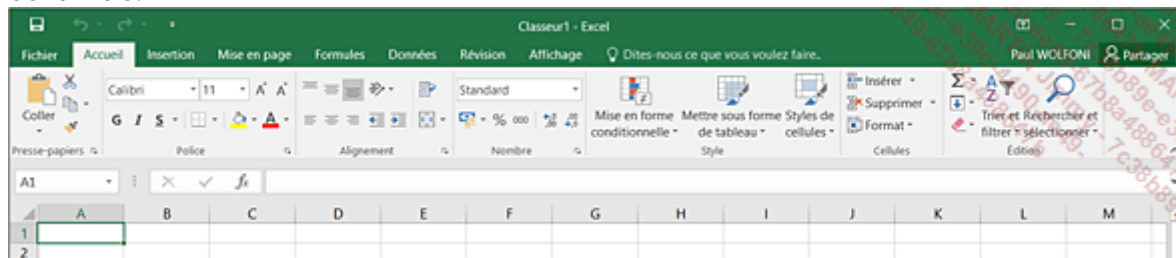 Classeur1 - Excel
Fichier Accueil Insertion Mise en page Formules Données Révision Affichage Dites-nous ce que vous voulez faire.. Paul WOLFONI Partager
Calibri 11 A A Standard Insérer Σ A Z
Coller G I S A % 000 Mise en forme conditionnelle Mettre sous forme de tableau Styles de cellules Supprimer Trier et filtrer Rechercher et sélectionner
Format
Presse-papiers Police Alignement Nombre Style Cellules Édition
A1 fx
A B C D E F G H I J K L M
1
2